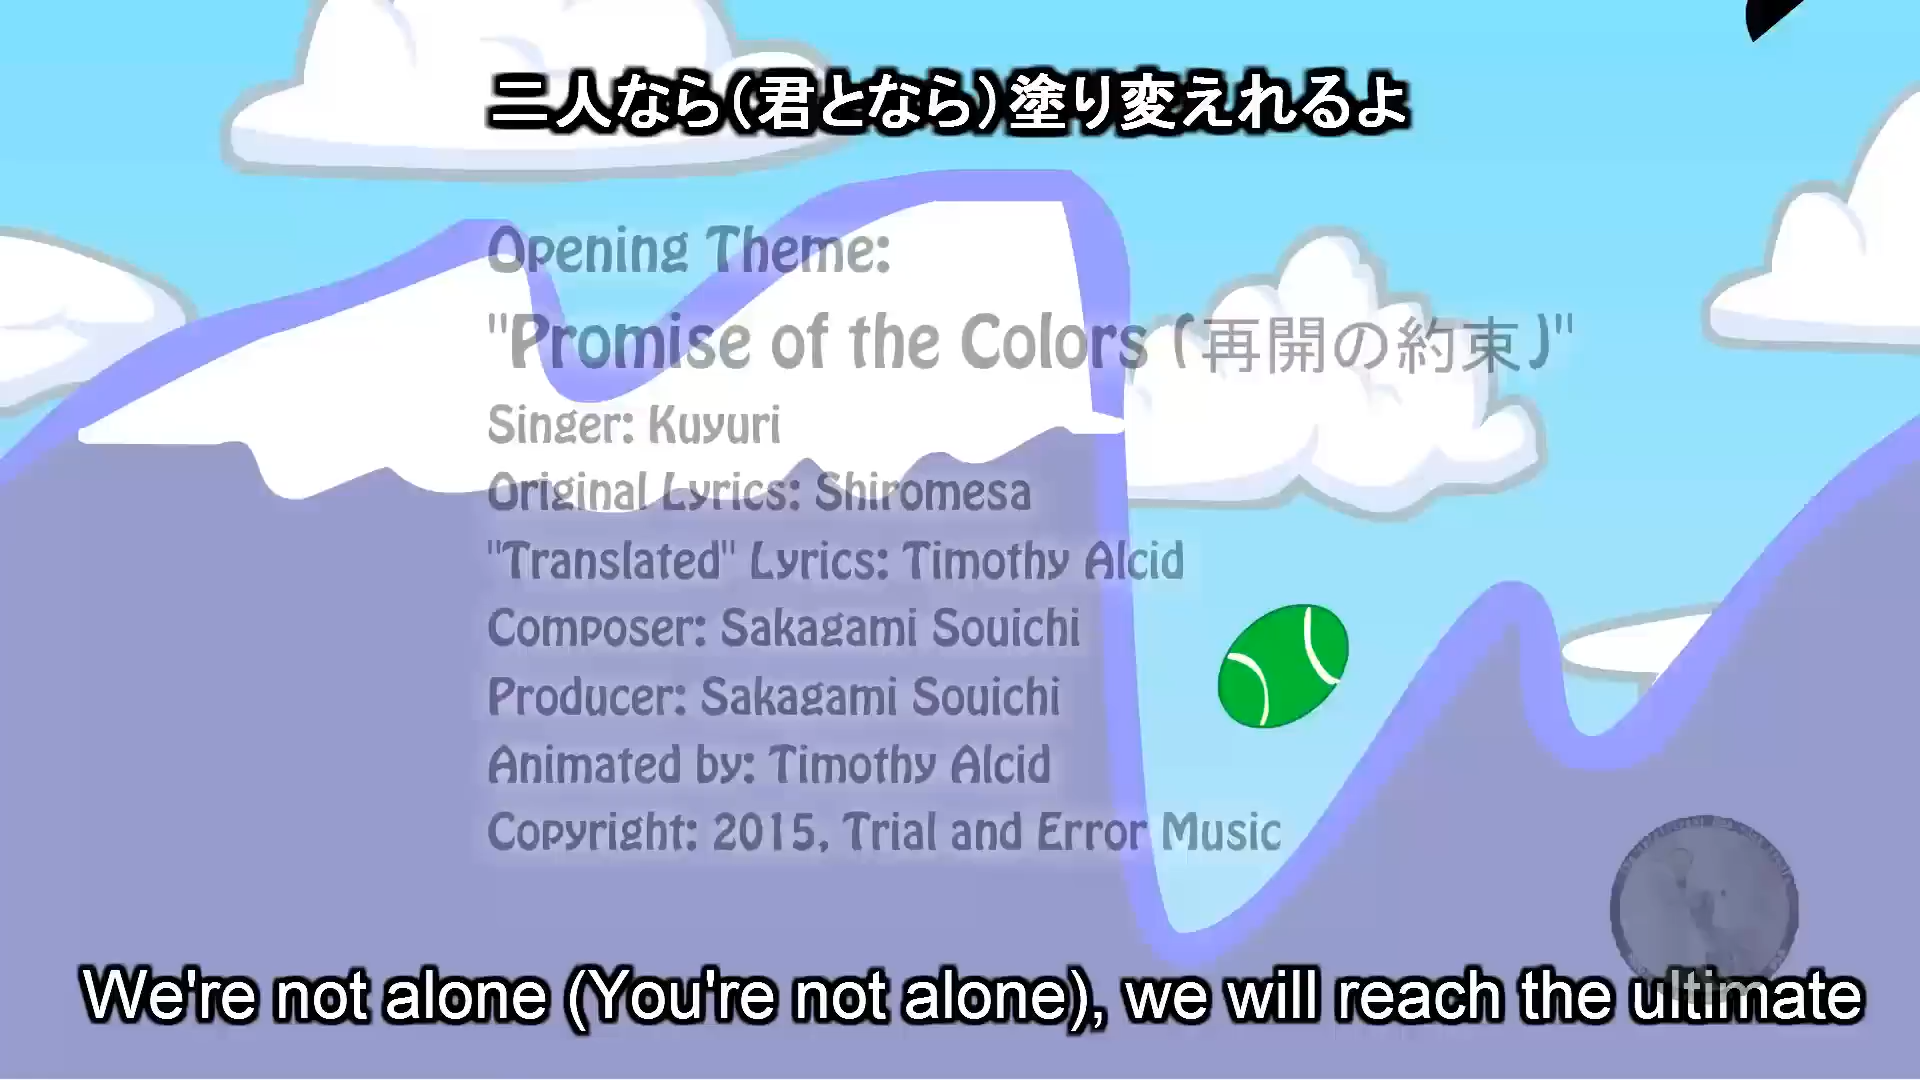 二人なら(君となら)塗り変えれるよ
Opening Theme:
"Promise of the Colors (再開の約束)"
Singer: Kuyuri
Original Lyrics: Shiromesa
"Translated" Lyrics: Timothy Alcid
Composer: Sakagami Souichi
Producer: Sakagami Souichi
Animated by: Timothy Alcid
Copyright: 2015, Trial and Error Music
We're not alone (You're not alone), we will reach the ultimate